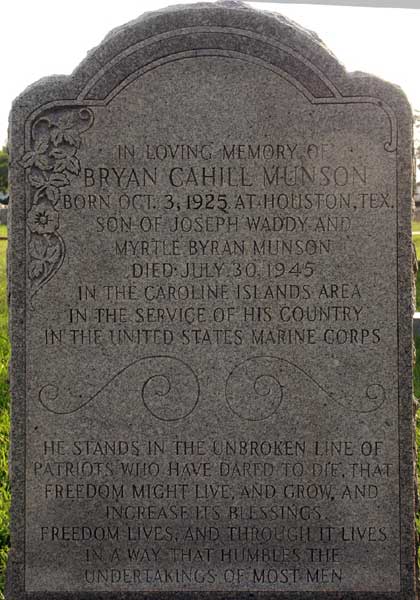 IN LOVING MEMORY OF
BRYAN CAHILL MUNSON
BORN OCT. 3, 1925 AT HOUSTON, TEX.
SON OF JOSEPH WADDY AND
MYRTLE BYRAN MUNSON
DIED JULY 30, 1945
IN THE CAROLINE ISLANDS AREA
IN THE SERVICE OF HIS COUNTRY
IN THE UNITED STATES MARINE CORPS
HE STANDS IN THE UNBROKEN LINE OF
PATRIOTS WHO HAVE DARED TO DIE, THAT
FREEDOM MIGHT LIVE, AND GROW, AND
INCREASE ITS BLESSINGS.
FREEDOM LIVES, AND THROUGH IT LIVES
IN A WAY THAT HUMBLES THE
UNDERTAKINGS OF MOST MEN